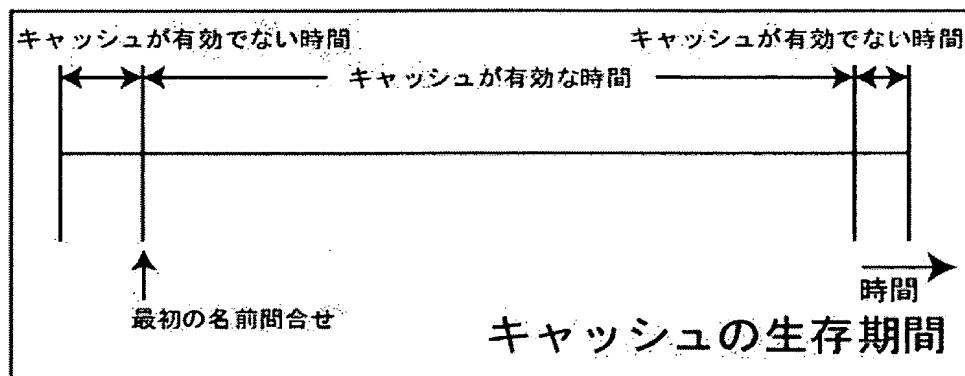 キャッシュが有効でない時間
キャッシュが有効でない時間
キャッシュが有効な時間
時間
最初の名前問合せ
キャッシュの生存期間